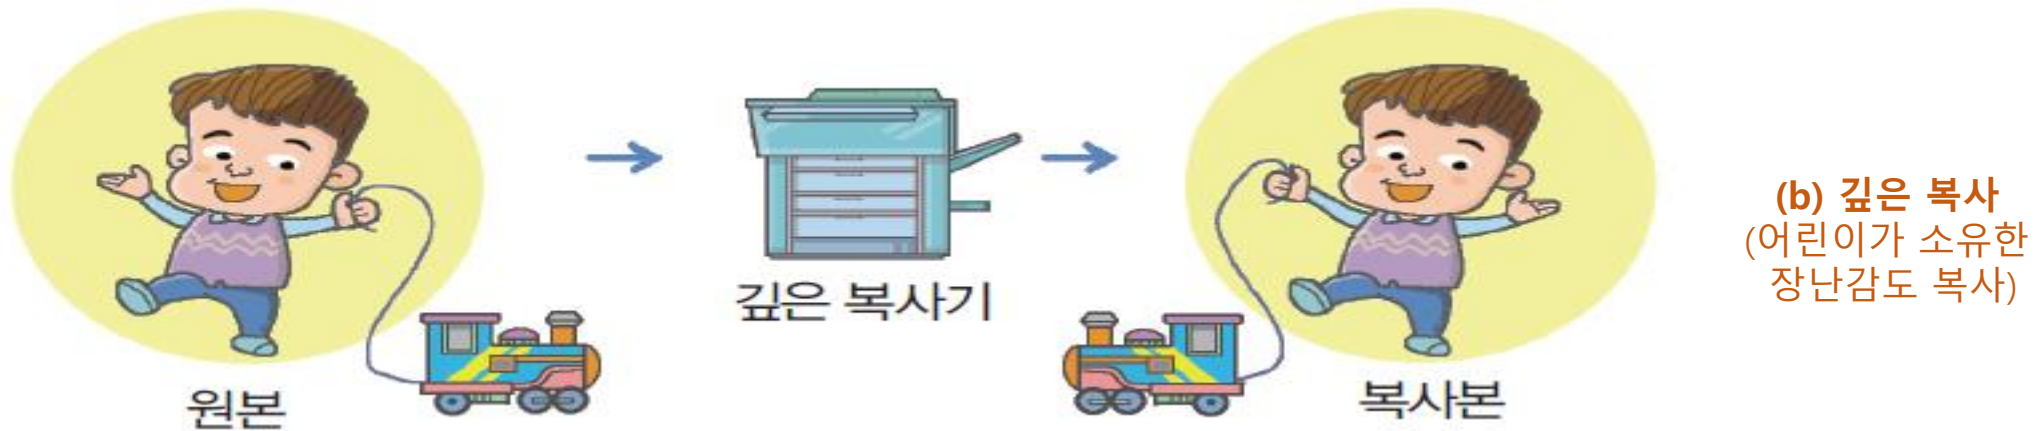 원본
깊은 복사기
복사본
(b) 깊은 복사
(어린이가 소유한
장난감도 복사)